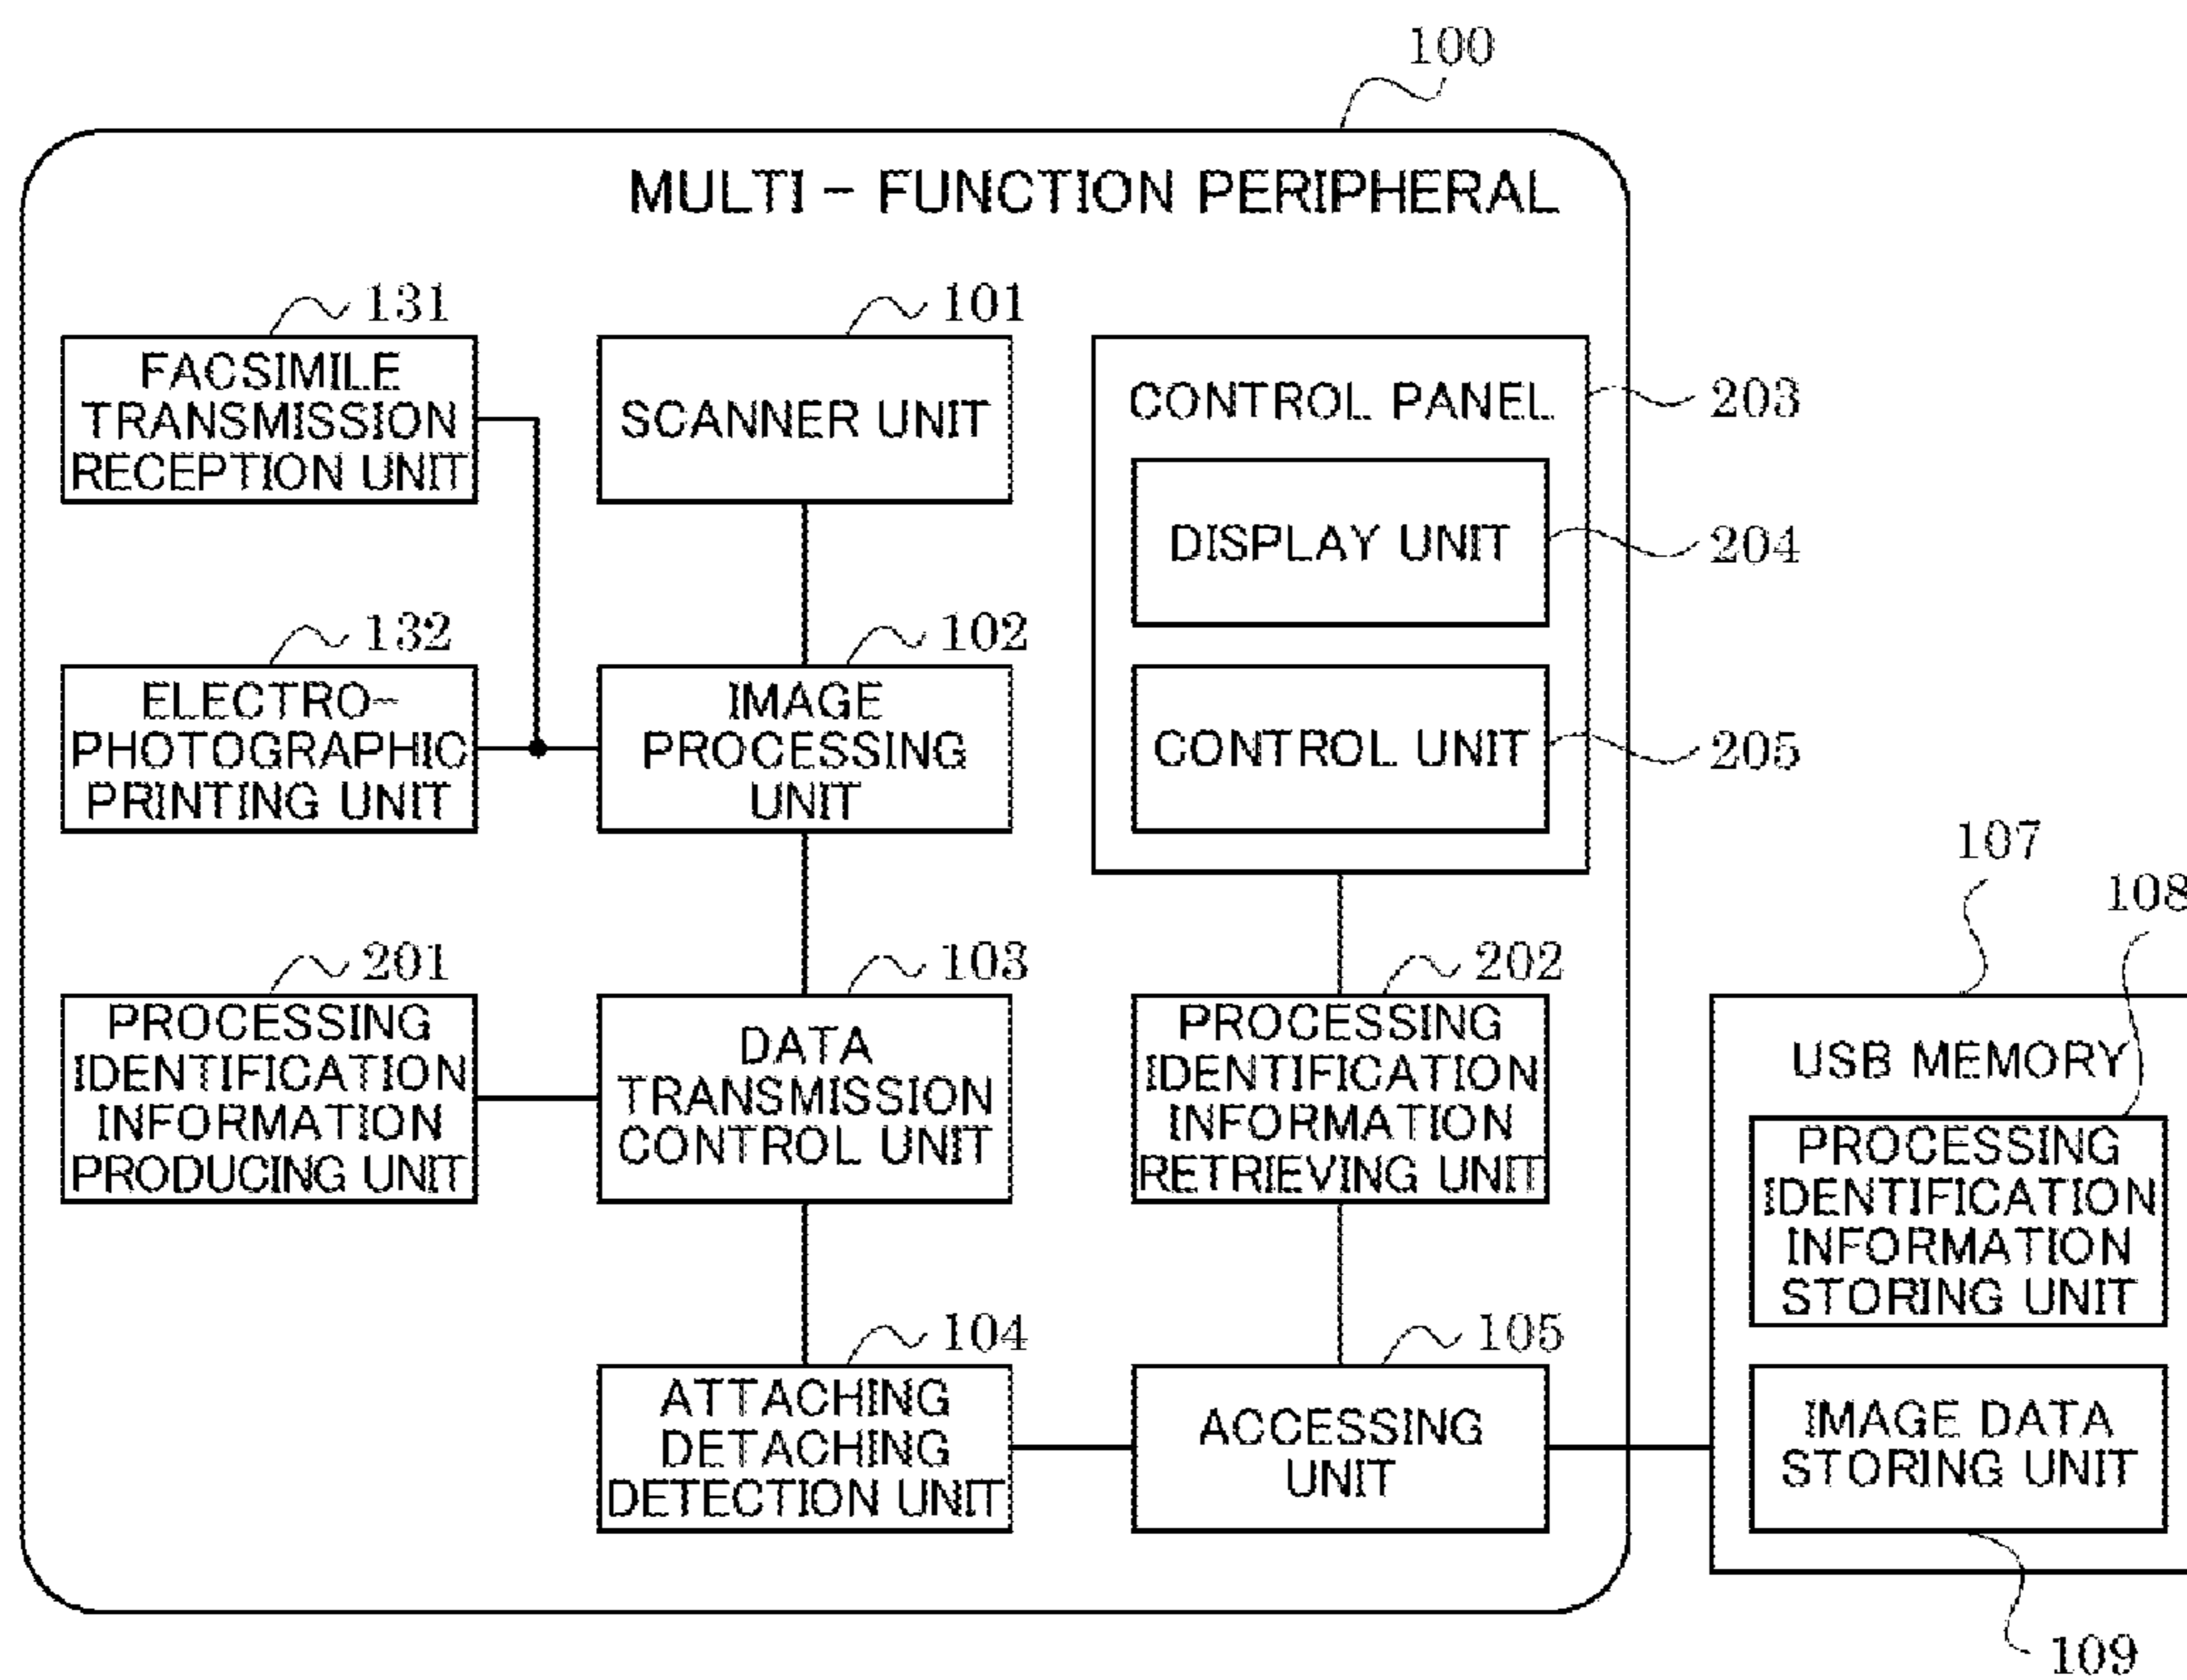 100
MULTI - FUNCTION PERIPHERAL
131
FACSIMILE
TRANSMISSION
RECEPTION UNIT
101
SCANNER UNIT
CONTROL PANEL
203
DISPLAY UNIT
204
CONTROL UNIT
205
132
ELECTRO-
PHOTOGRAPHIC
PRINTING UNIT
102
IMAGE
PROCESSING
UNIT
201
PROCESSING
IDENTIFICATION
INFORMATION
PRODUCING UNIT
103
DATA
TRANSMISSION
CONTROL UNIT
202
PROCESSING
IDENTIFICATION
INFORMATION
RETRIEVING UNIT
104
ATTACHING
DETACHING
DETECTION UNIT
105
ACCESSING
UNIT
107
108
USB MEMORY
PROCESSING
IDENTIFICATION
INFORMATION
STORING UNIT
IMAGE DATA
STORING UNIT
109